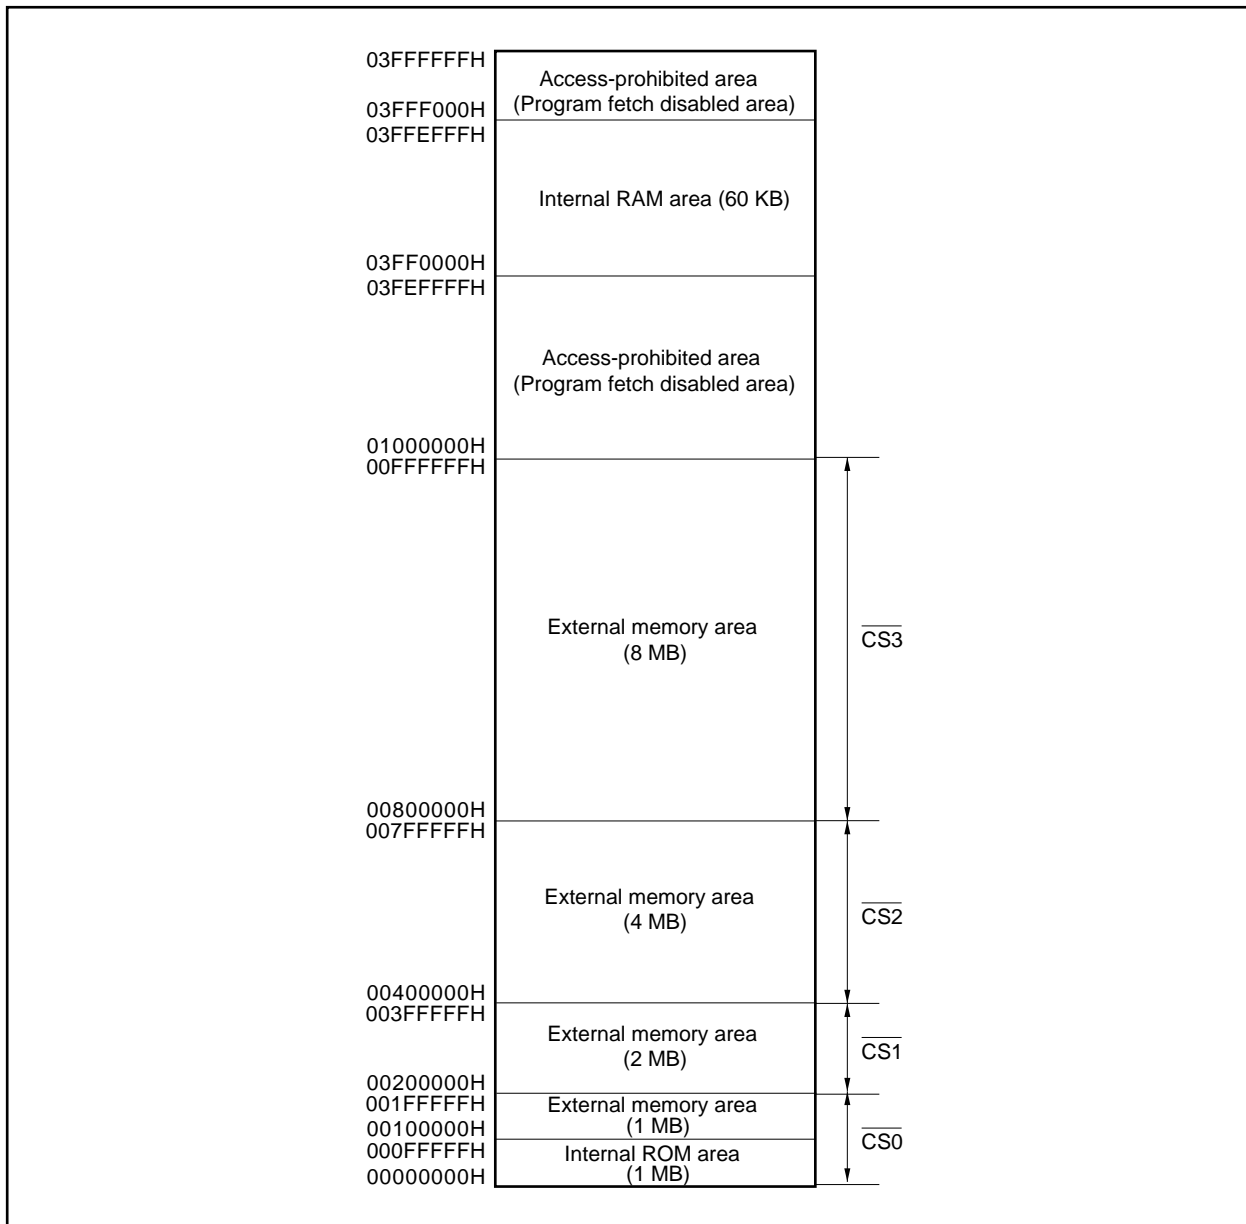 03FFFFFFH
Access-prohibited area
(Program fetch disabled area)
03FFF000H
03FFEFFFH
Internal RAM area (60 KB)
03FF0000H
03FEFFFFH
Access-prohibited area
(Program fetch disabled area)
01000000H
00FFFFFFH
External memory area
(8 MB)
CS3
00800000H
007FFFFFH
External memory area
(4 MB)
CS2
00400000H
003FFFFFH
External memory area
(2 MB)
CS1
00200000H
001FFFFFH
External memory area
(1 MB)
00100000H
CS0
000FFFFFH
Internal ROM area
(1 MB)
00000000H